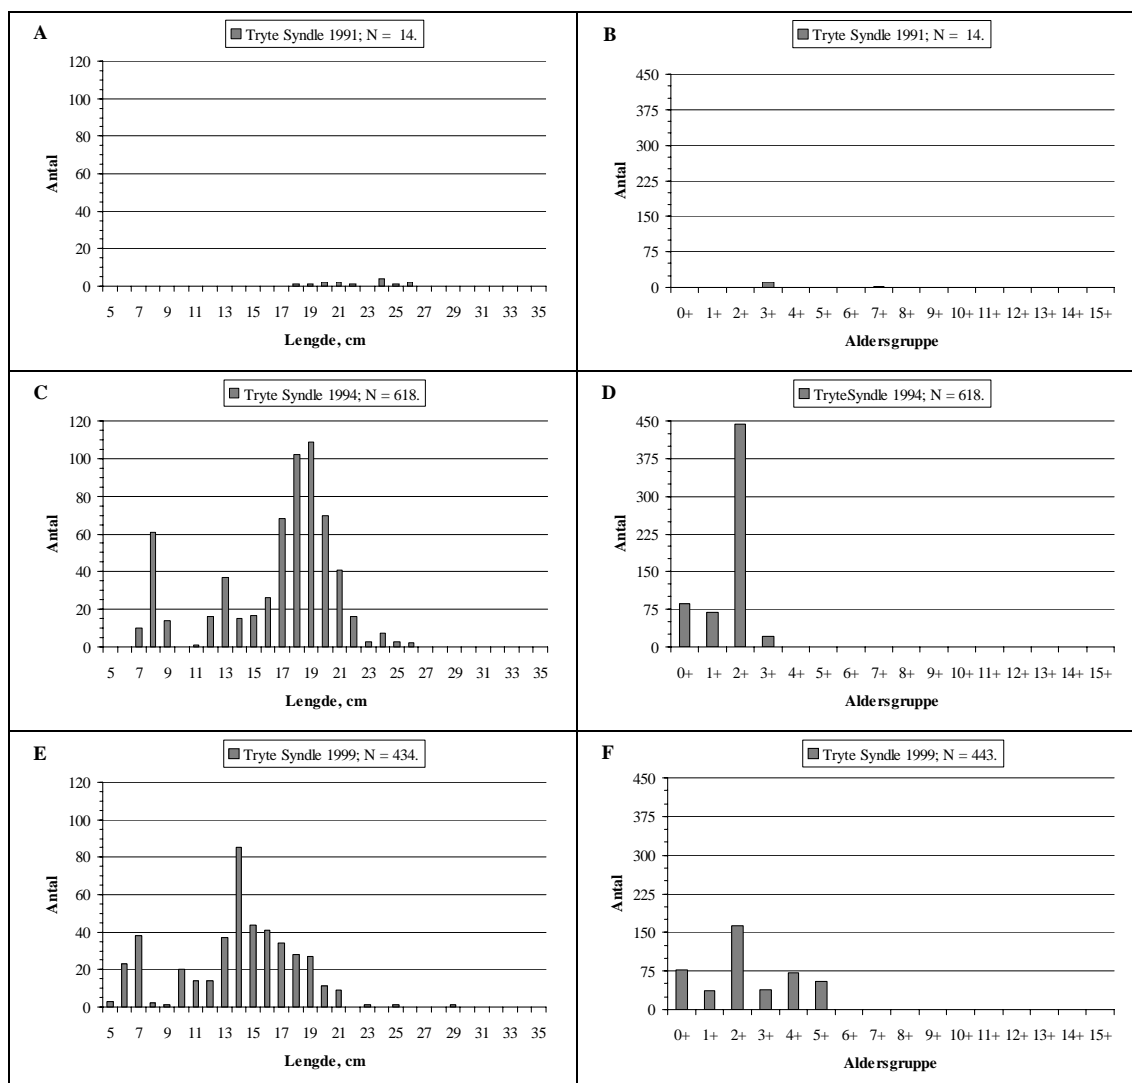 A
Tryte Syndle 1991; N = 14.
120
100
80
60
40
20
0
Antal
5 7 9 11 13 15 17 19 21 23 25 27 29 31 33 35
Lengde, cm
B
Tryte Syndle 1991; N = 14.
450
375
300
225
150
75
0
Antal
0+ 1+ 2+ 3+ 4+ 5+ 6+ 7+ 8+ 9+ 10+ 11+ 12+ 13+ 14+ 15+
Aldersgruppe
C
Tryte Syndle 1994; N = 618.
120
100
80
60
40
20
0
Antal
5 7 9 11 13 15 17 19 21 23 25 27 29 31 33 35
Lengde, cm
D
TryteSyndle 1994; N = 618.
450
375
300
225
150
75
0
Antal
0+ 1+ 2+ 3+ 4+ 5+ 6+ 7+ 8+ 9+ 10+ 11+ 12+ 13+ 14+ 15+
Aldersgruppe
E
Tryte Syndle 1999; N = 434.
120
100
80
60
40
20
0
Antal
5 7 9 11 13 15 17 19 21 23 25 27 29 31 33 35
Lengde, cm
F
Tryte Syndle 1999; N = 443.
450
375
300
225
150
75
0
Antal
0+ 1+ 2+ 3+ 4+ 5+ 6+ 7+ 8+ 9+ 10+ 11+ 12+ 13+ 14+ 15+
Aldersgruppe